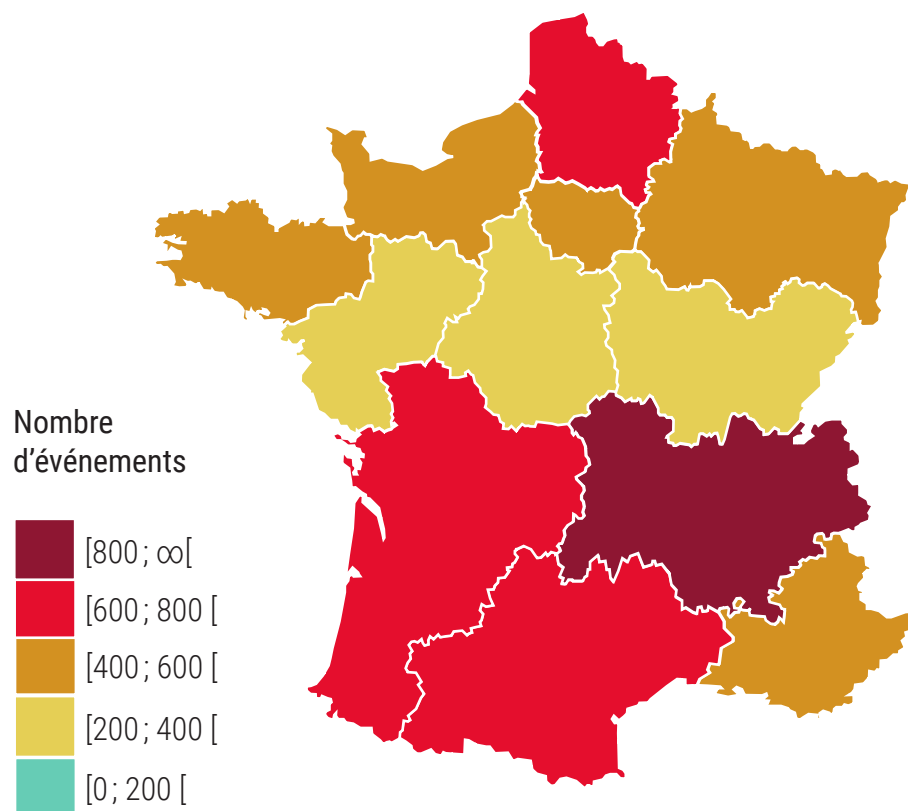 Nombre
d’événements
[800 ; ∞[
[600 ; 800 [
[400 ; 600 [
[200 ; 400 [
[0 ; 200 [